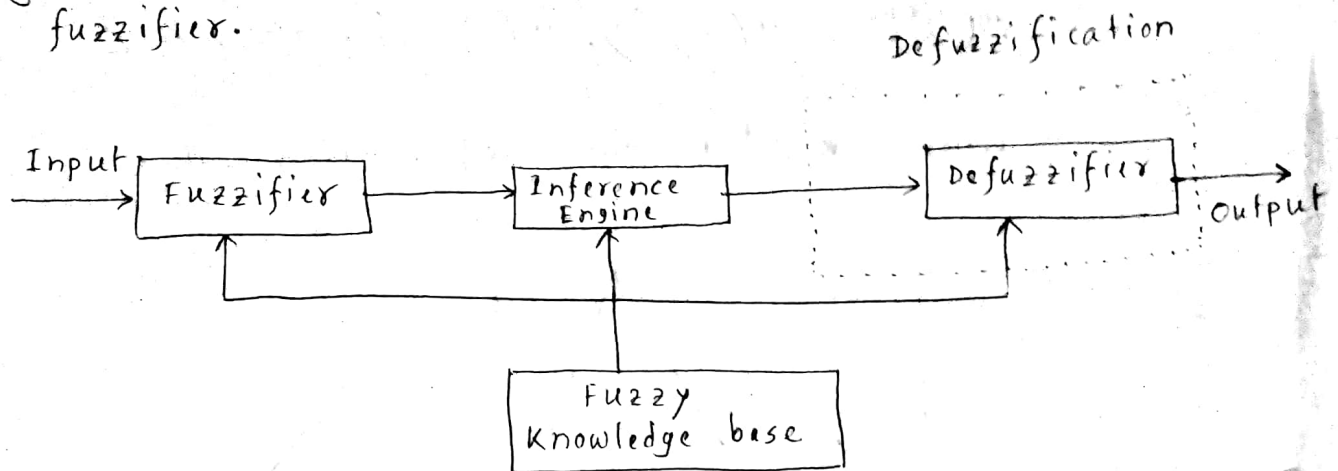 fuzzifier.
Defuzzification
Input
Fuzzifier
Inference
Engine
Defuzzifier
Output
Fuzzy
Knowledge base